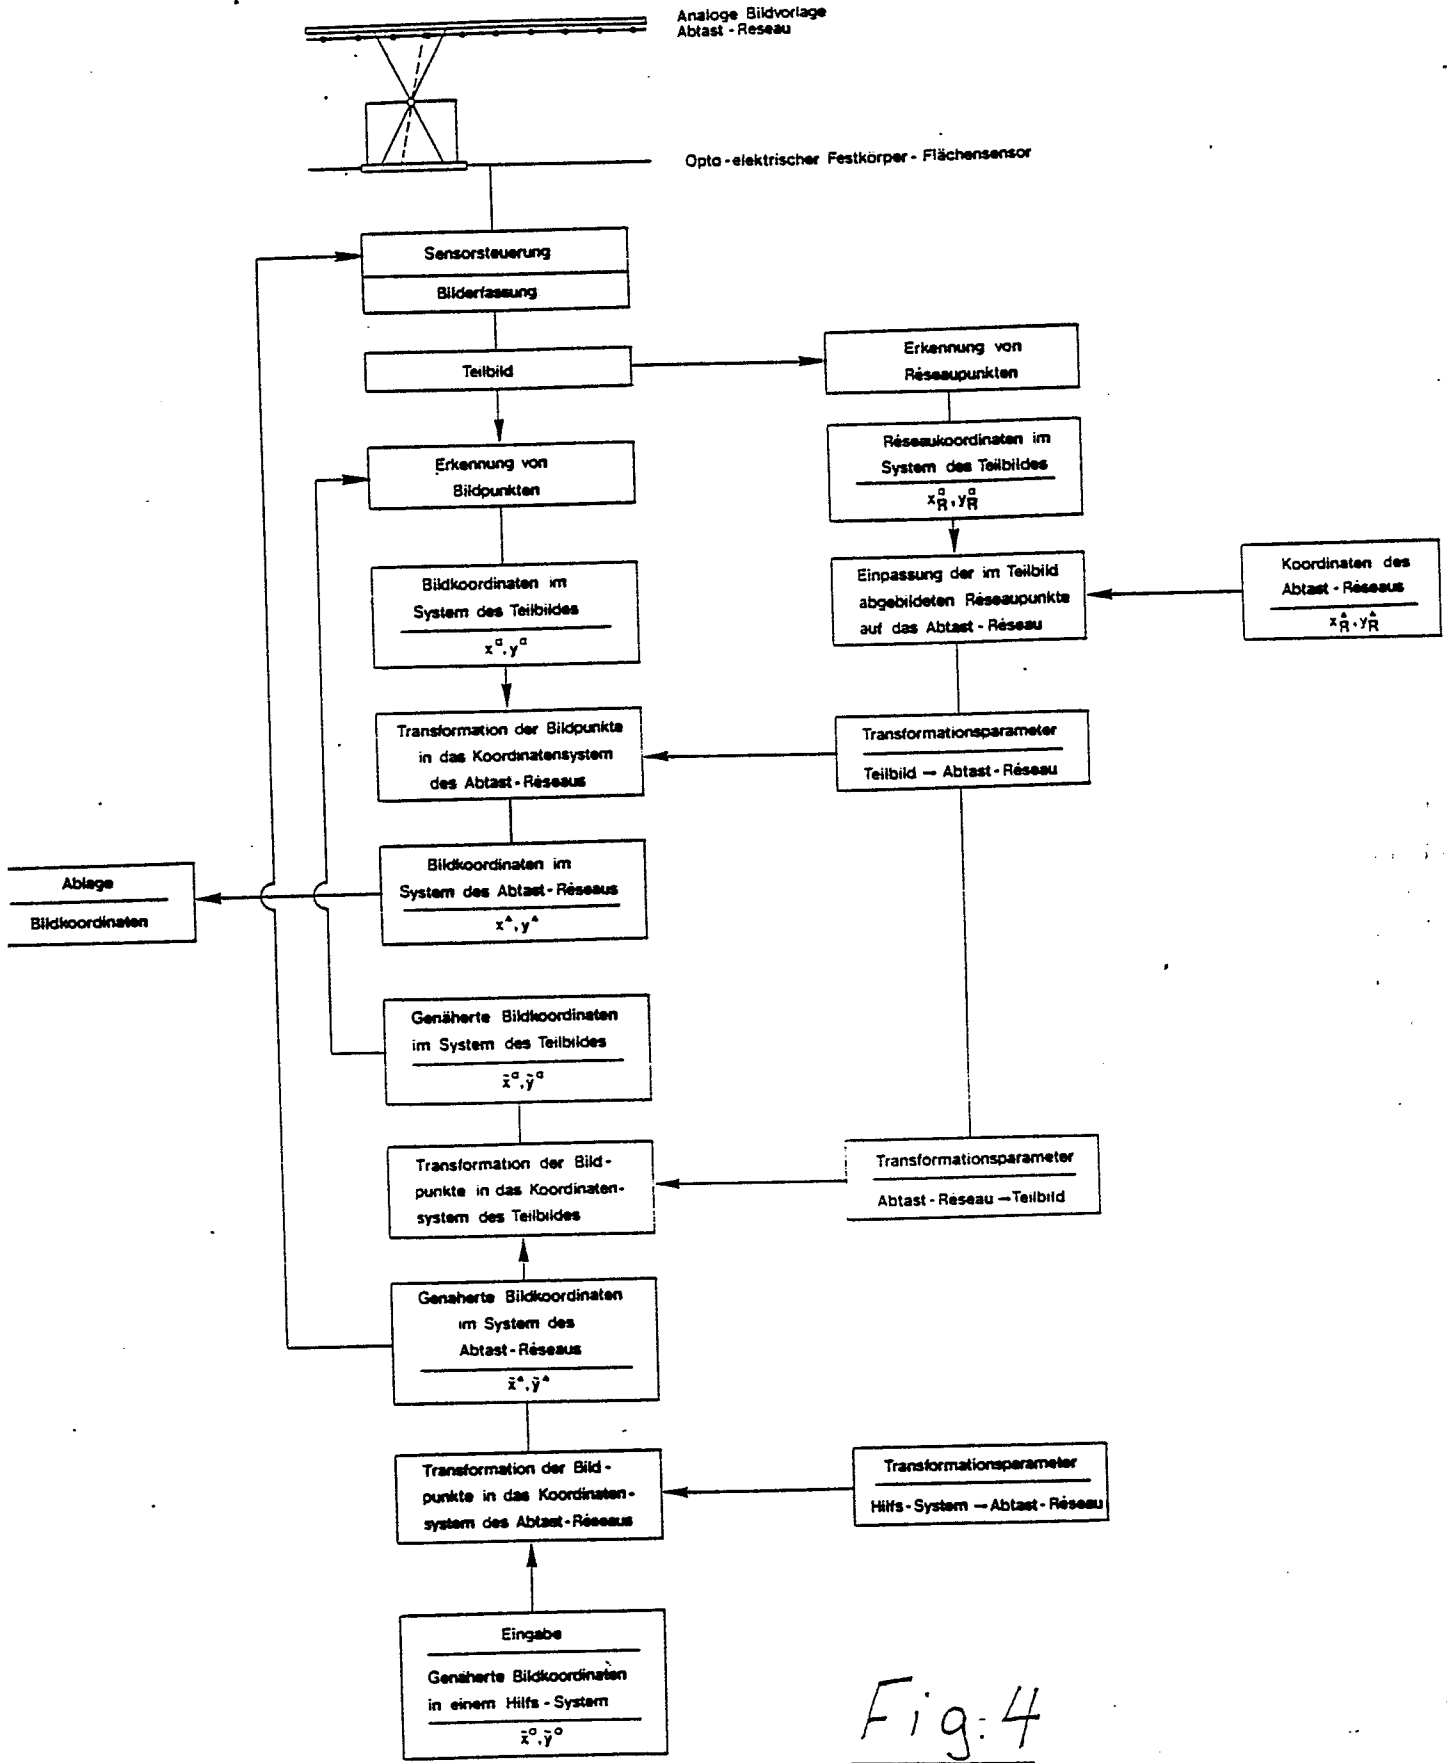 Analoge Bildvorlage
Abtast - Reseau
Opto - elektrischer Festkörper - Flächensensor
Sensorsteuerung
Bilderfassung
Teilbild
Erkennung von
Réseaupunkten
Erkennung von
Bildpunkten
Réseaukoordinaten im
System des Teilbildes
Bildkoordinaten im
System des Teilbildes
Einpassung der im Teilbild
abgebildeten Réseaupunkte
auf das Abtast - Réseau
Koordinaten des
Abtast - Réseaus
Transformation der Bildpunkte
in das Koordinatensystem
des Abtast - Réseaus
Transformationsparameter
Teilbild → Abtast - Réseau
Bildkoordinaten im
System des Abtast - Réseaus
Ablage
Bildkoordinaten
Genäherte Bildkoordinaten
im System des Teilbildes
Transformation der Bild -
punkte in das Koordinaten-
system des Teilbildes
Transformationsparameter
Abtast - Réseau → Teilbild
Genäherte Bildkoordinaten
im System des
Abtast - Réseaus
Transformation der Bild -
punkte in das Koordinaten-
system des Abtast - Réseaus
Transformationsparameter
Hilfs - System → Abtast - Réseau
Eingabe
Genäherte Bildkoordinaten
in einem Hilfs - System
Fig. 4